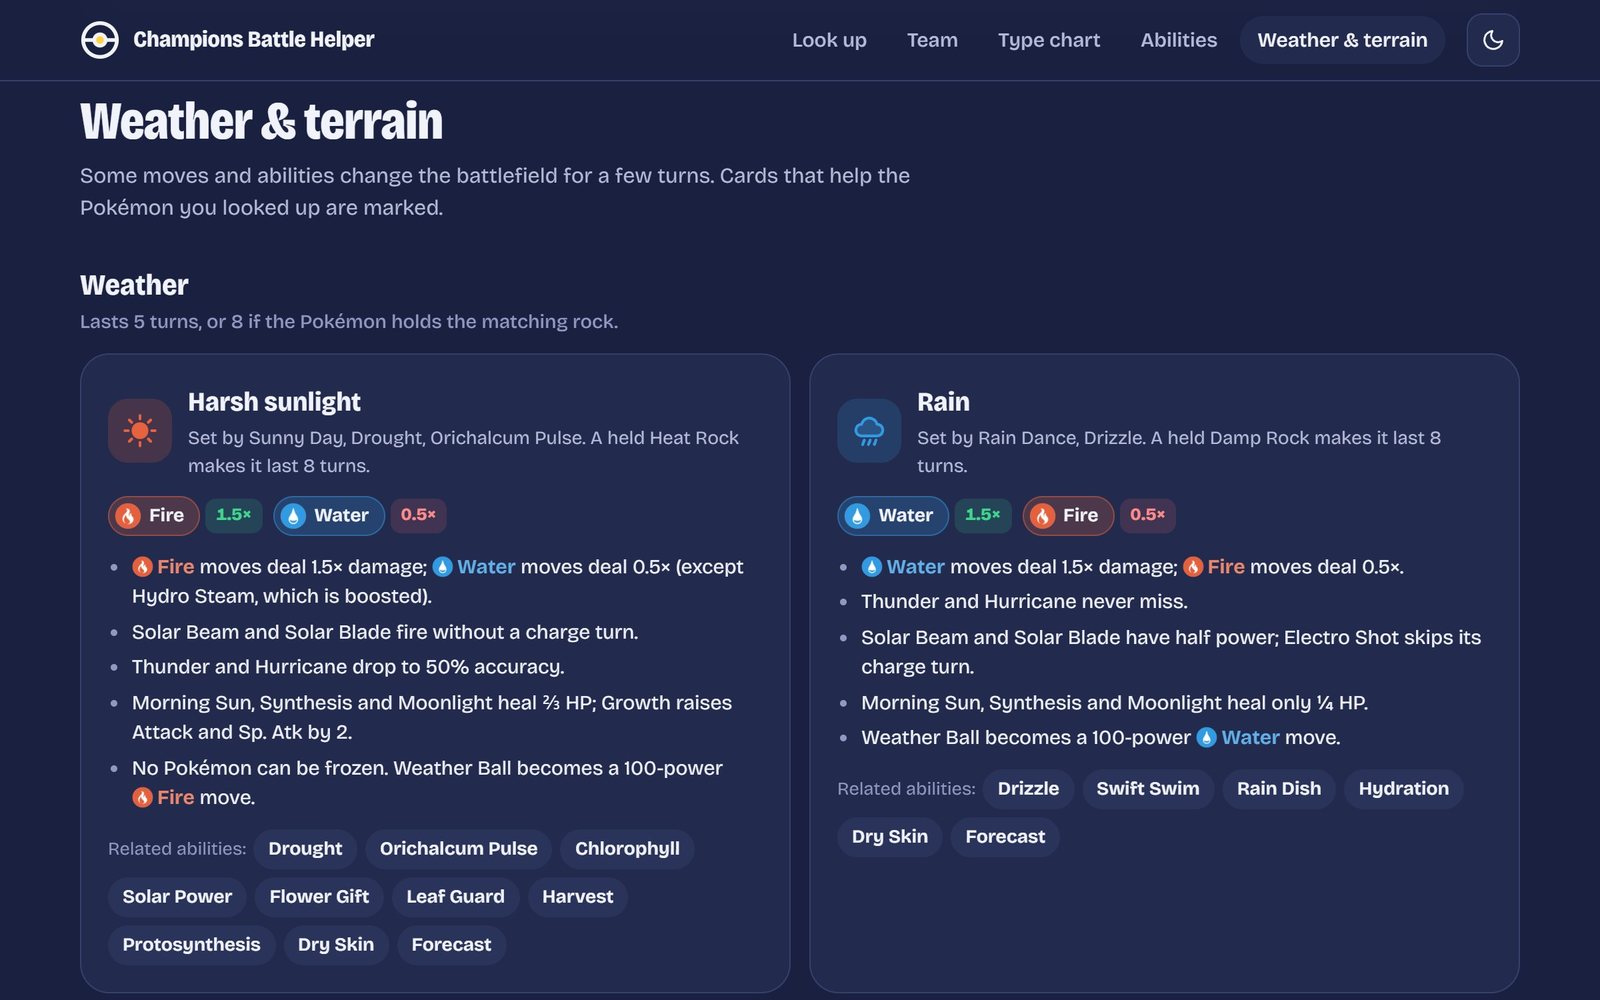 Champions Battle Helper
Look up
Team
Type chart
Abilities
Weather & terrain
Weather & terrain
Some moves and abilities change the battlefield for a few turns. Cards that help the
Pokémon you looked up are marked.
Weather
Lasts 5 turns, or 8 if the Pokémon holds the matching rock.
Harsh sunlight
Set by Sunny Day, Drought, Orichalcum Pulse. A held Heat Rock
makes it last 8 turns.
Fire 1.5× Water 0.5×
Fire moves deal 1.5× damage; Water moves deal 0.5× (except
Hydro Steam, which is boosted).
Solar Beam and Solar Blade fire without a charge turn.
Thunder and Hurricane drop to 50% accuracy.
Morning Sun, Synthesis and Moonlight heal ⅔ HP; Growth raises
Attack and Sp. Atk by 2.
No Pokémon can be frozen. Weather Ball becomes a 100-power
Fire move.
Related abilities: Drought Orichalcum Pulse Chlorophyll
Solar Power Flower Gift Leaf Guard Harvest
Protosynthesis Dry Skin Forecast
Rain
Set by Rain Dance, Drizzle. A held Damp Rock makes it last 8
turns.
Water 1.5× Fire 0.5×
Water moves deal 1.5× damage; Fire moves deal 0.5×.
Thunder and Hurricane never miss.
Solar Beam and Solar Blade have half power; Electro Shot skips its
charge turn.
Morning Sun, Synthesis and Moonlight heal only ¼ HP.
Weather Ball becomes a 100-power Water move.
Related abilities: Drizzle Swift Swim Rain Dish Hydration
Dry Skin Forecast